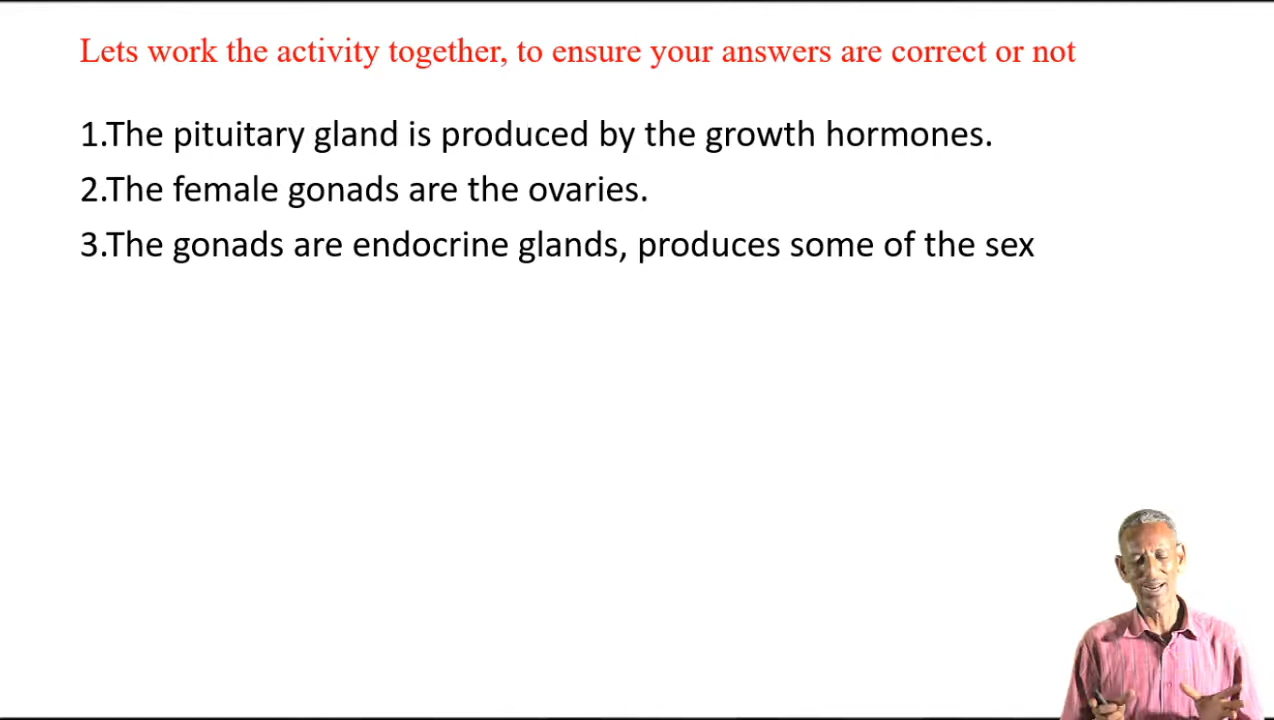 Lets work the activity together, to ensure your answers are correct or not
1.The pituitary gland is produced by the growth hormones.
2.The female gonads are the ovaries.
3.The gonads are endocrine glands, produces some of the sex